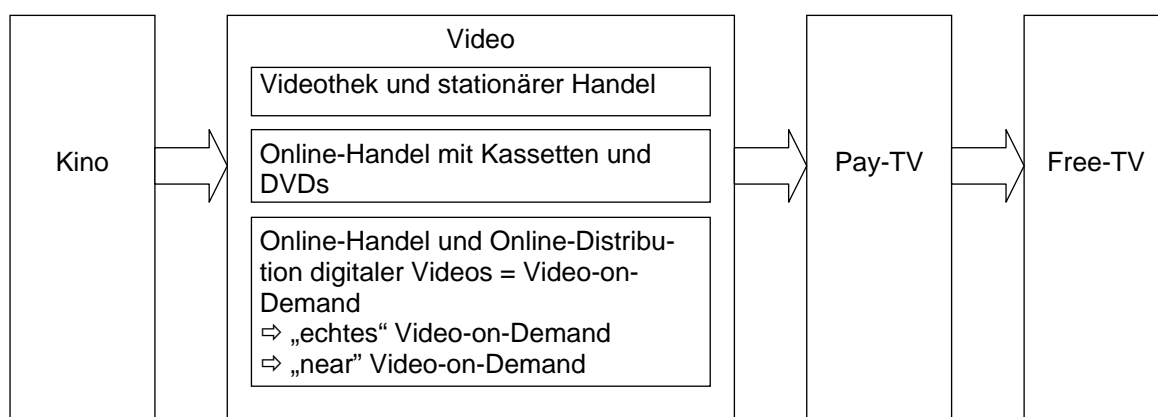 Kino
Video
Videothek und stationärer Handel
Online-Handel mit Kassetten und
DVDs
Online-Handel und Online-Distribu-
tion digitaler Videos = Video-on-
Demand
⇨ „echtes“ Video-on-Demand
⇨ „near” Video-on-Demand
Pay-TV
Free-TV